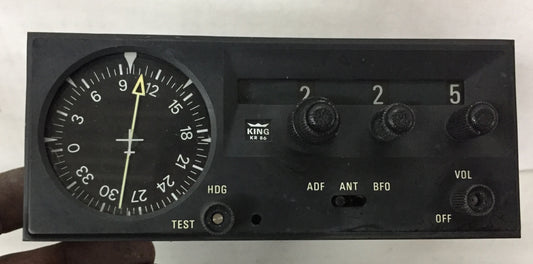 9 12 15 18 21 24 27 30 33 0 3 6
2 2 5
KING
KR 86
HDG
TEST
ADF ANT BFO
VOL
OFF